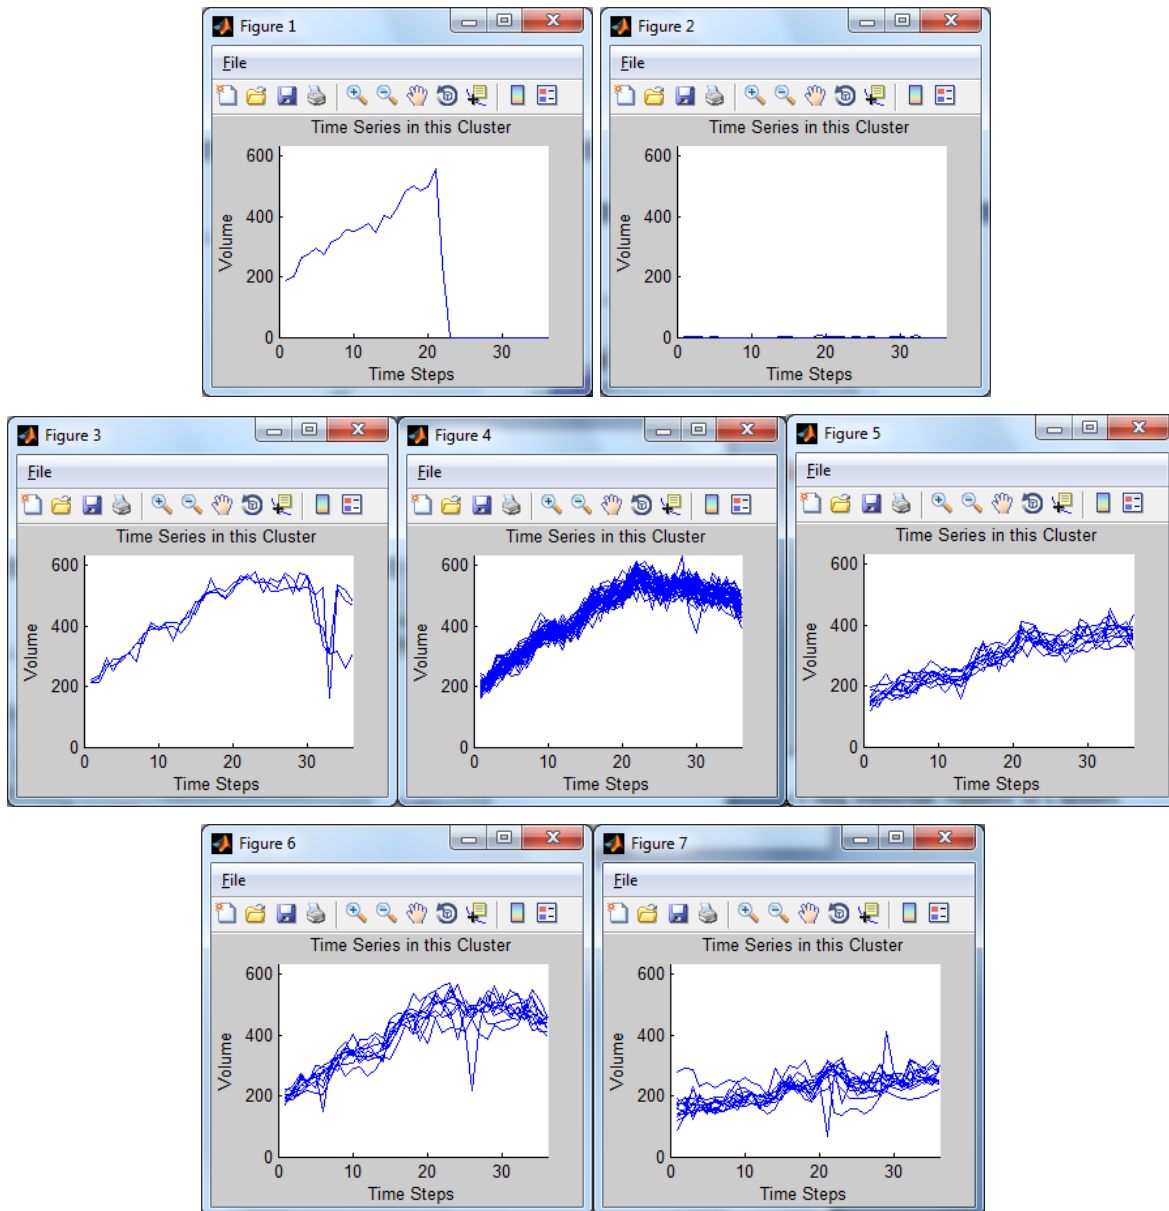 Figure 1
File
Time Series in this Cluster
600
400
200
0
Volume
0 10 20 30
Time Steps
Figure 2
File
Time Series in this Cluster
600
400
200
0
Volume
0 10 20 30
Time Steps
Figure 3
File
Time Series in this Cluster
600
400
200
0
Volume
0 10 20 30
Time Steps
Figure 4
File
Time Series in this Cluster
600
400
200
0
Volume
0 10 20 30
Time Steps
Figure 5
File
Time Series in this Cluster
600
400
200
0
Volume
0 10 20 30
Time Steps
Figure 6
File
Time Series in this Cluster
600
400
200
0
Volume
0 10 20 30
Time Steps
Figure 7
File
Time Series in this Cluster
600
400
200
0
Volume
0 10 20 30
Time Steps